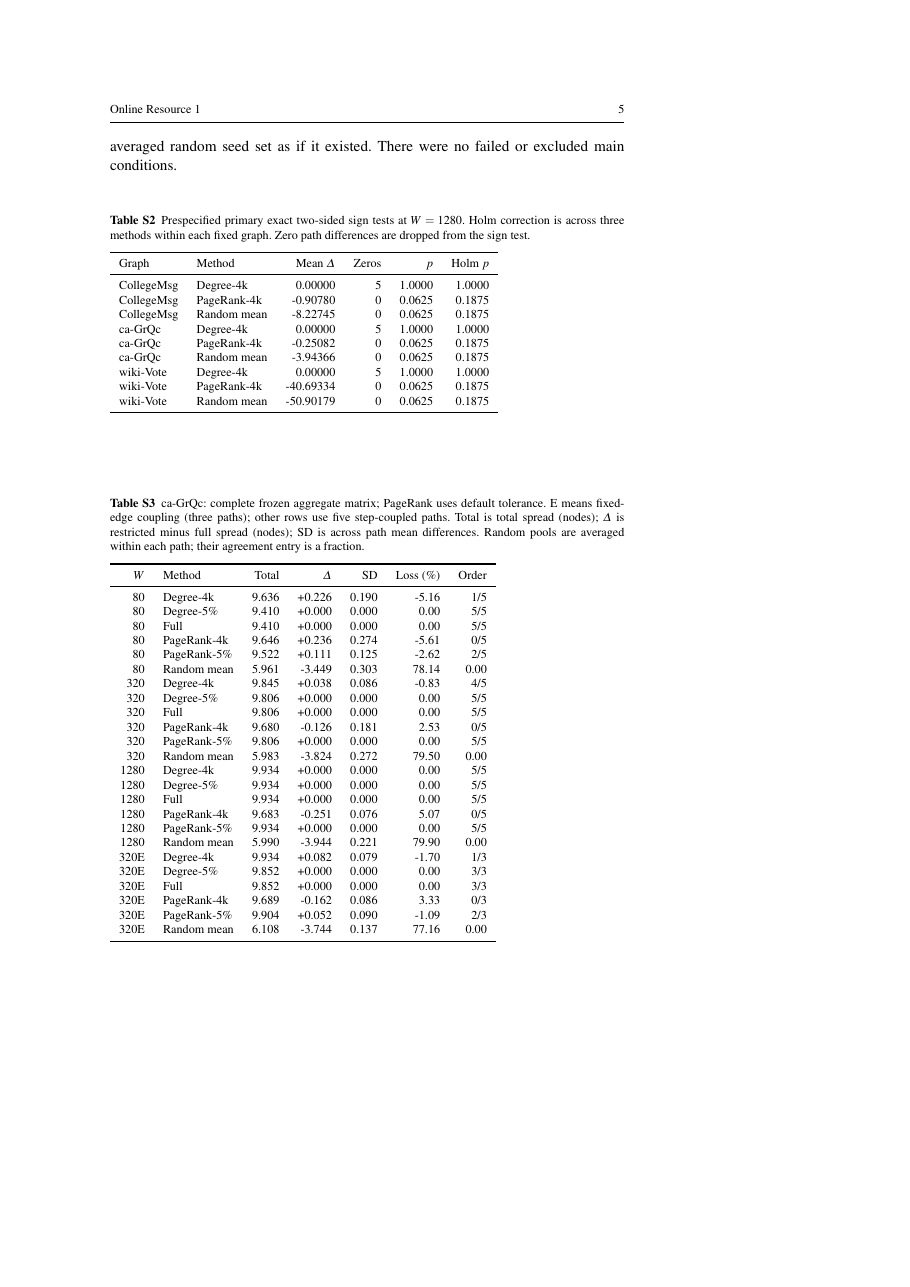 Online Resource 1 5
averaged random seed set as if it existed. There were no failed or excluded main
conditions.
Table S2 Prespecified primary exact two-sided sign tests at W = 1280. Holm correction is across three
methods within each fixed graph. Zero path differences are dropped from the sign test.
Graph Method Mean Δ Zeros p Holm p
CollegeMsg Degree-4k 0.00000 5 1.0000 1.0000
CollegeMsg PageRank-4k -0.90780 0 0.0625 0.1875
CollegeMsg Random mean -8.22745 0 0.0625 0.1875
ca-GrQc Degree-4k 0.00000 5 1.0000 1.0000
ca-GrQc PageRank-4k -0.25082 0 0.0625 0.1875
ca-GrQc Random mean -3.94366 0 0.0625 0.1875
wiki-Vote Degree-4k 0.00000 5 1.0000 1.0000
wiki-Vote PageRank-4k -40.69334 0 0.0625 0.1875
wiki-Vote Random mean -50.90179 0 0.0625 0.1875
Table S3 ca-GrQc: complete frozen aggregate matrix; PageRank uses default tolerance. E means fixed-
edge coupling (three paths); other rows use five step-coupled paths. Total is total spread (nodes); Δ is
restricted minus full spread (nodes); SD is across path mean differences. Random pools are averaged
within each path; their agreement entry is a fraction.
W Method Total Δ SD Loss (%) Order
80 Degree-4k 9.636 +0.226 0.190 -5.16 1/5
80 Degree-5% 9.410 +0.000 0.000 0.00 5/5
80 Full 9.410 +0.000 0.000 0.00 5/5
80 PageRank-4k 9.646 +0.236 0.274 -5.61 0/5
80 PageRank-5% 9.522 +0.111 0.125 -2.62 2/5
80 Random mean 5.961 -3.449 0.303 78.14 0.00
320 Degree-4k 9.845 +0.038 0.086 -0.83 4/5
320 Degree-5% 9.806 +0.000 0.000 0.00 5/5
320 Full 9.806 +0.000 0.000 0.00 5/5
320 PageRank-4k 9.680 -0.126 0.181 2.53 0/5
320 PageRank-5% 9.806 +0.000 0.000 0.00 5/5
320 Random mean 5.983 -3.824 0.272 79.50 0.00
1280 Degree-4k 9.934 +0.000 0.000 0.00 5/5
1280 Degree-5% 9.934 +0.000 0.000 0.00 5/5
1280 Full 9.934 +0.000 0.000 0.00 5/5
1280 PageRank-4k 9.683 -0.251 0.076 5.07 0/5
1280 PageRank-5% 9.934 +0.000 0.000 0.00 5/5
1280 Random mean 5.990 -3.944 0.221 79.90 0.00
320E Degree-4k 9.934 +0.082 0.079 -1.70 1/3
320E Degree-5% 9.852 +0.000 0.000 0.00 3/3
320E Full 9.852 +0.000 0.000 0.00 3/3
320E PageRank-4k 9.689 -0.162 0.086 3.33 0/3
320E PageRank-5% 9.904 +0.052 0.090 -1.09 2/3
320E Random mean 6.108 -3.744 0.137 77.16 0.00